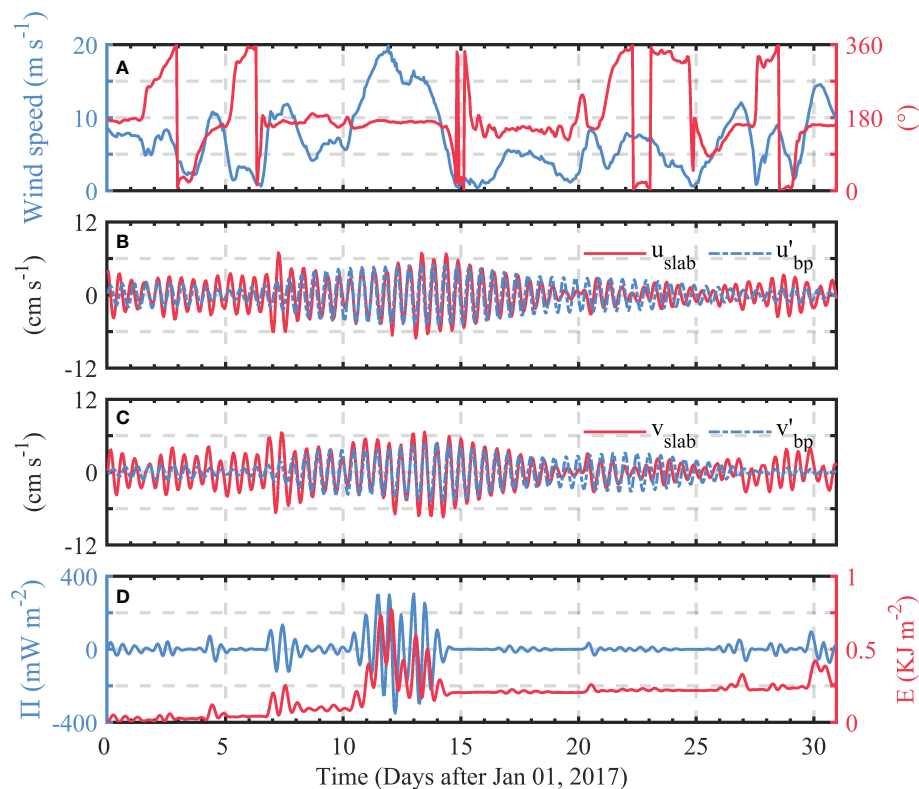 A
Wind speed (m s-1)
20
10
0
360
180
0
(°)
B
(cm s-1)
12
0
-12
uslab
u'bp
C
(cm s-1)
12
0
-12
vslab
v'bp
D
Π (mW m-2)
400
0
-400
1
0.5
0
E (KJ m-2)
0 5 10 15 20 25 30
Time (Days after Jan 01, 2017)